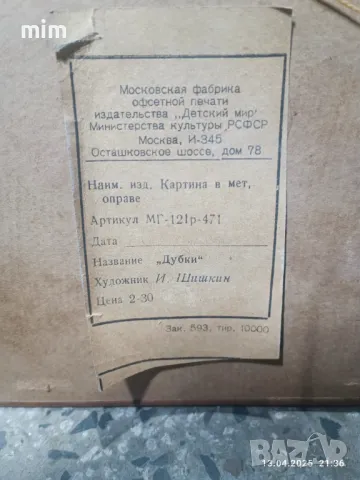 mim
Московская фабрика
офсетной печати
издательства „Детский мир"
Министерства культуры РСФСР
Москва, И-345
Осташковское шоссе, дом 78
Наим. изд. Картина в мет,
оправе
Артикул МГ-121р-471
Дата
Название „Дубки"
Художник И Шишкин
Цена 2-30
Зак. 593, тир. 10000
BAZAR
13.04.2025 21:36